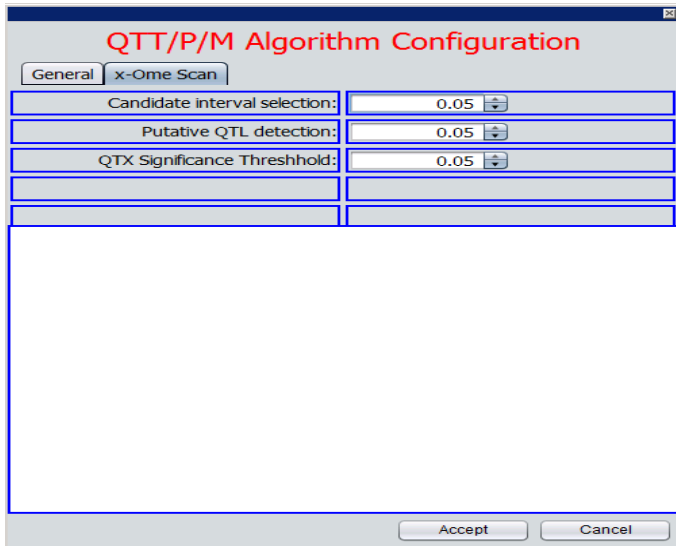 QTT/P/M Algorithm Configuration
General x-Ome Scan
Candidate interval selection: 0.05
Putative QTL detection: 0.05
QTX Significance Threshhold: 0.05
Accept Cancel